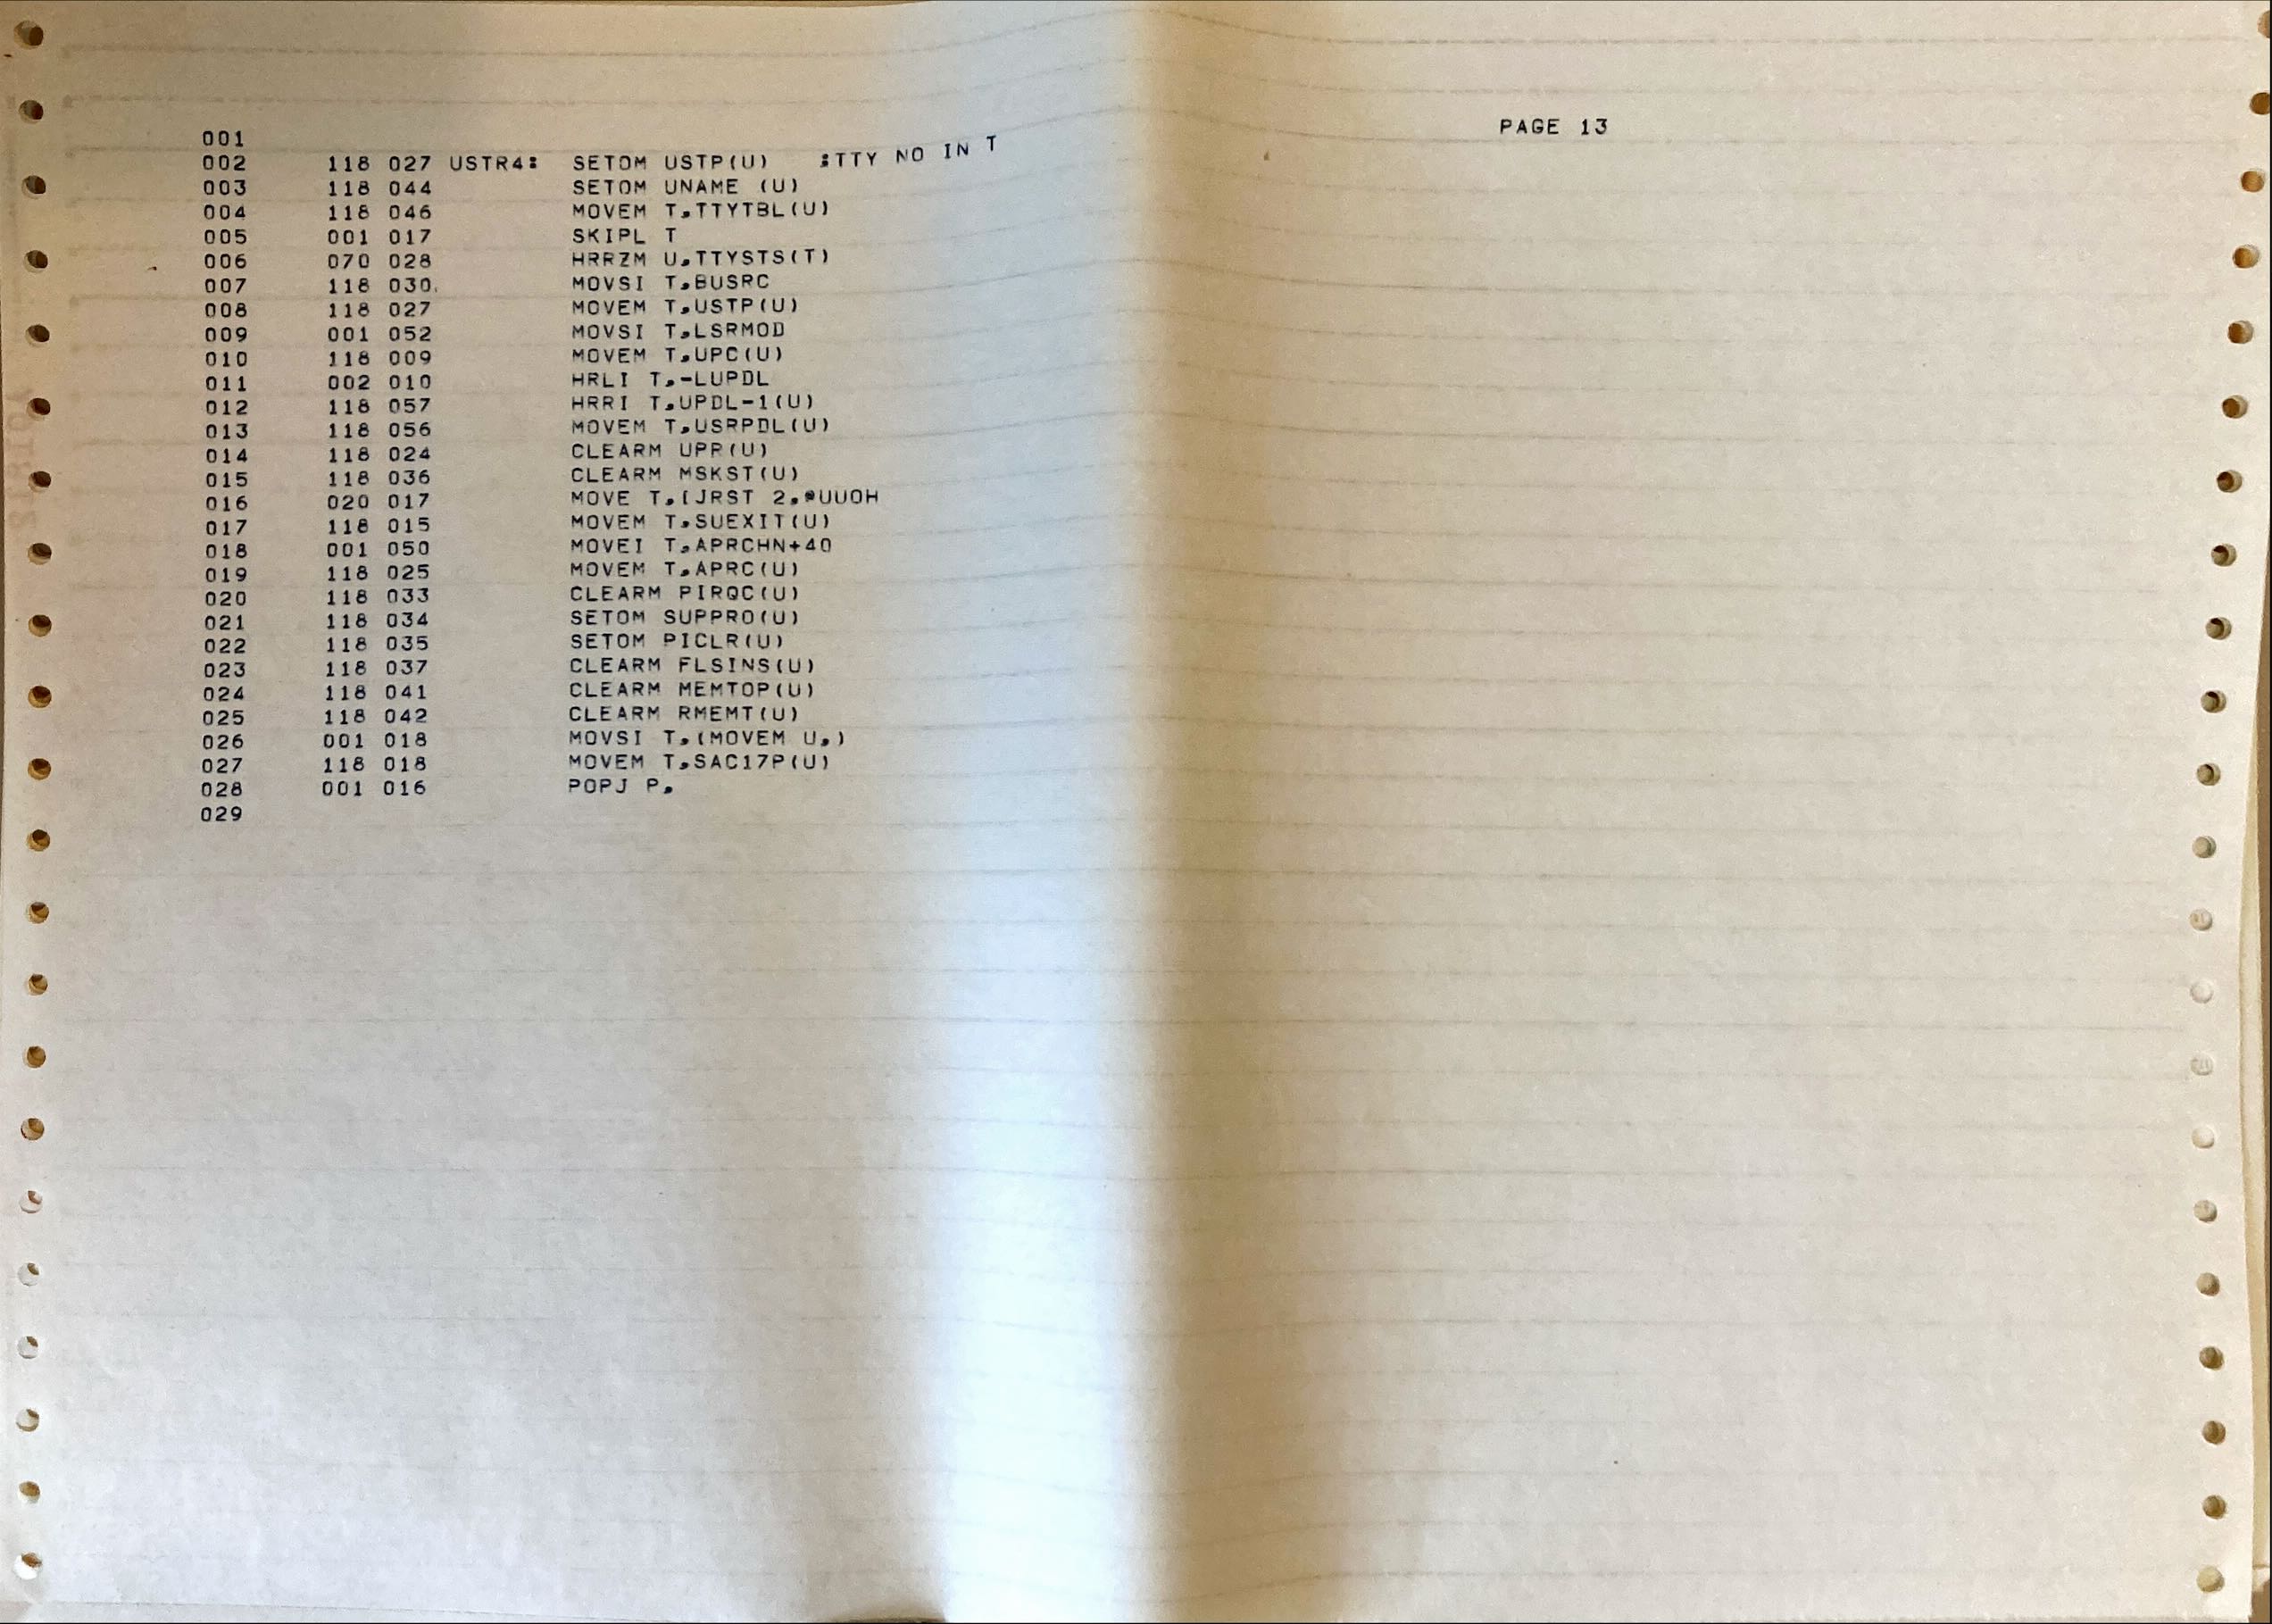 PAGE 13
001
002 118 027 USTR4: SETOM USTP(U) ;TTY NO IN T
003 118 044 SETOM UNAME (U)
004 118 046 MOVEM T,TTYTBL(U)
005 001 017 SKIPL T
006 070 028 HRRZM U,TTYSTS(T)
007 118 030 MOVSI T,BUSRC
008 118 027 MOVEM T,USTP(U)
009 001 052 MOVSI T,LSRMOD
010 118 009 MOVEM T,UPC(U)
011 002 010 HRLI T,-LUPDL
012 118 057 HRRI T,UPDL-1(U)
013 118 056 MOVEM T,USRPDL(U)
014 118 024 CLEARM UPR(U)
015 118 036 CLEARM MSKST(U)
016 020 017 MOVE T,[JRST 2,@UUOH
017 118 015 MOVEM T,SUEXIT(U)
018 001 050 MOVEI T,APRCHN+40
019 118 025 MOVEM T,APRC(U)
020 118 033 CLEARM PIRQC(U)
021 118 034 SETOM SUPPRO(U)
022 118 035 SETOM PICLR(U)
023 118 037 CLEARM FLSINS(U)
024 118 041 CLEARM MEMTOP(U)
025 118 042 CLEARM RMEMT(U)
026 001 018 MOVSI T,(MOVEM U,)
027 118 018 MOVEM T,SAC17P(U)
028 001 016 POPJ P,
029